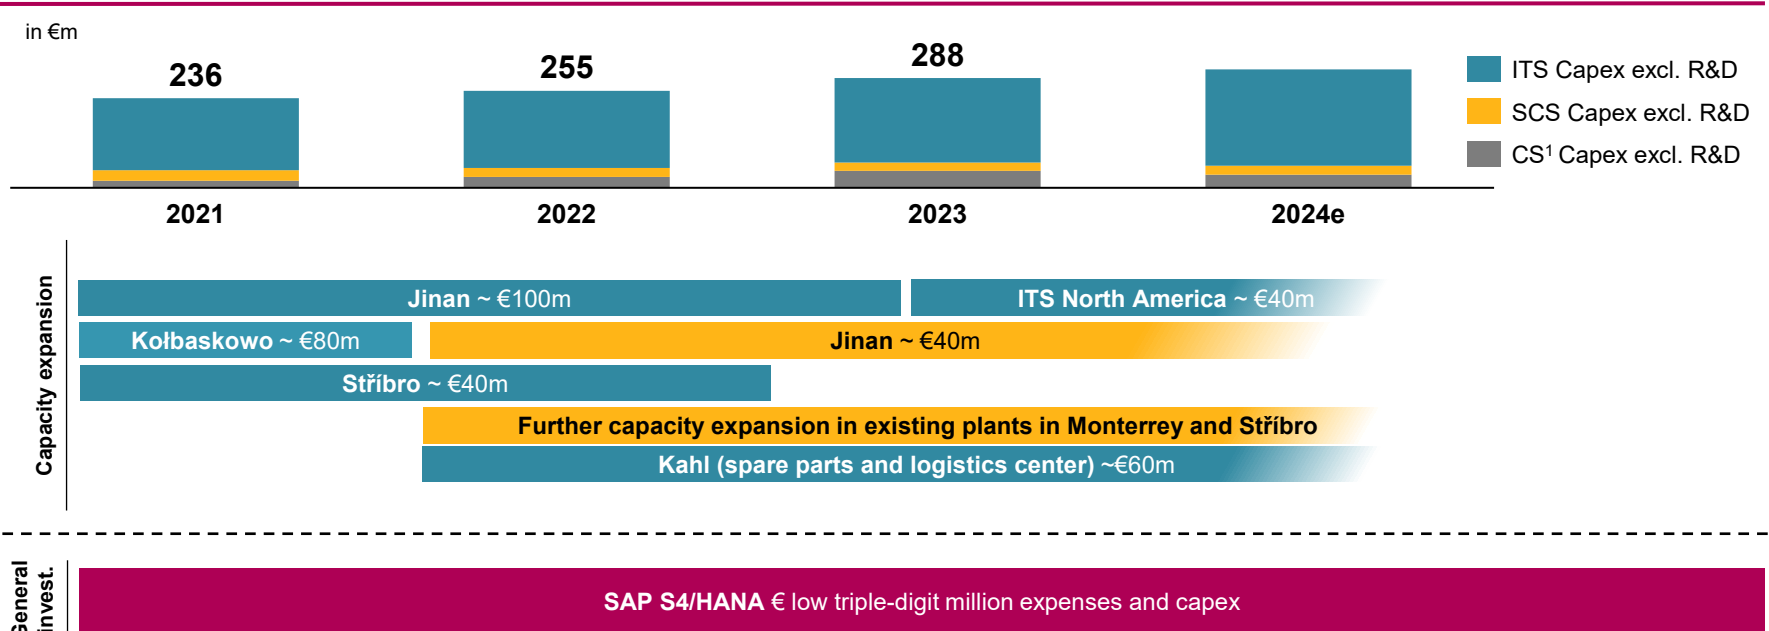 in €m
236
255
288
ITS Capex excl. R&D
SCS Capex excl. R&D
CS¹ Capex excl. R&D
2021
2022
2023
2024e
Capacity expansion
Jinan ~ €100m
ITS North America ~ €40m
Kołbaskowo ~ €80m
Jinan ~ €40m
Stříbro ~ €40m
Further capacity expansion in existing plants in Monterrey and Stříbro
Kahl (spare parts and logistics center) ~€60m
General
invest.
SAP S4/HANA € low triple-digit million expenses and capex